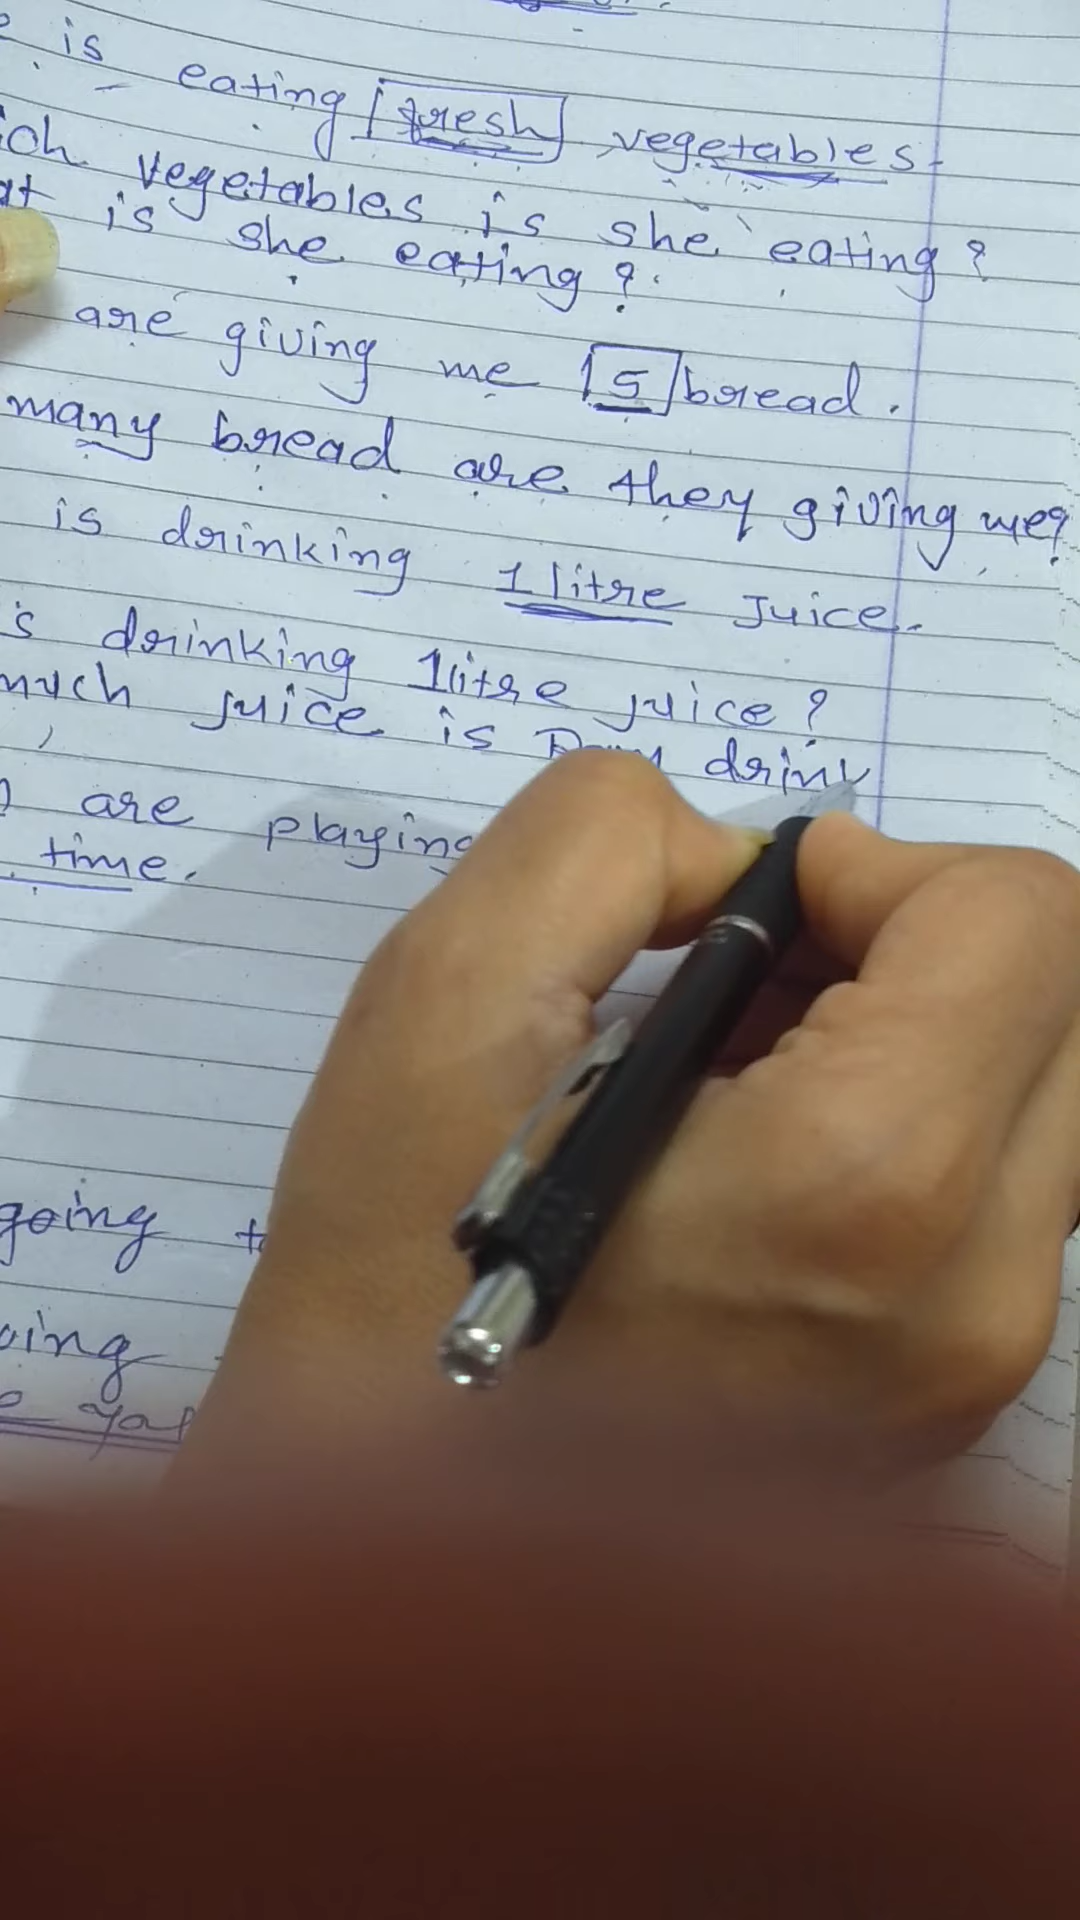 is eating fresh vegetables.
vegetables is she eating?
is she eating?
are giving me 5 bread.
many bread are they giving me?
is drinking 1 litre Juice.
drinking 1 litre juice?
much juice is drink
are playing
time.
going